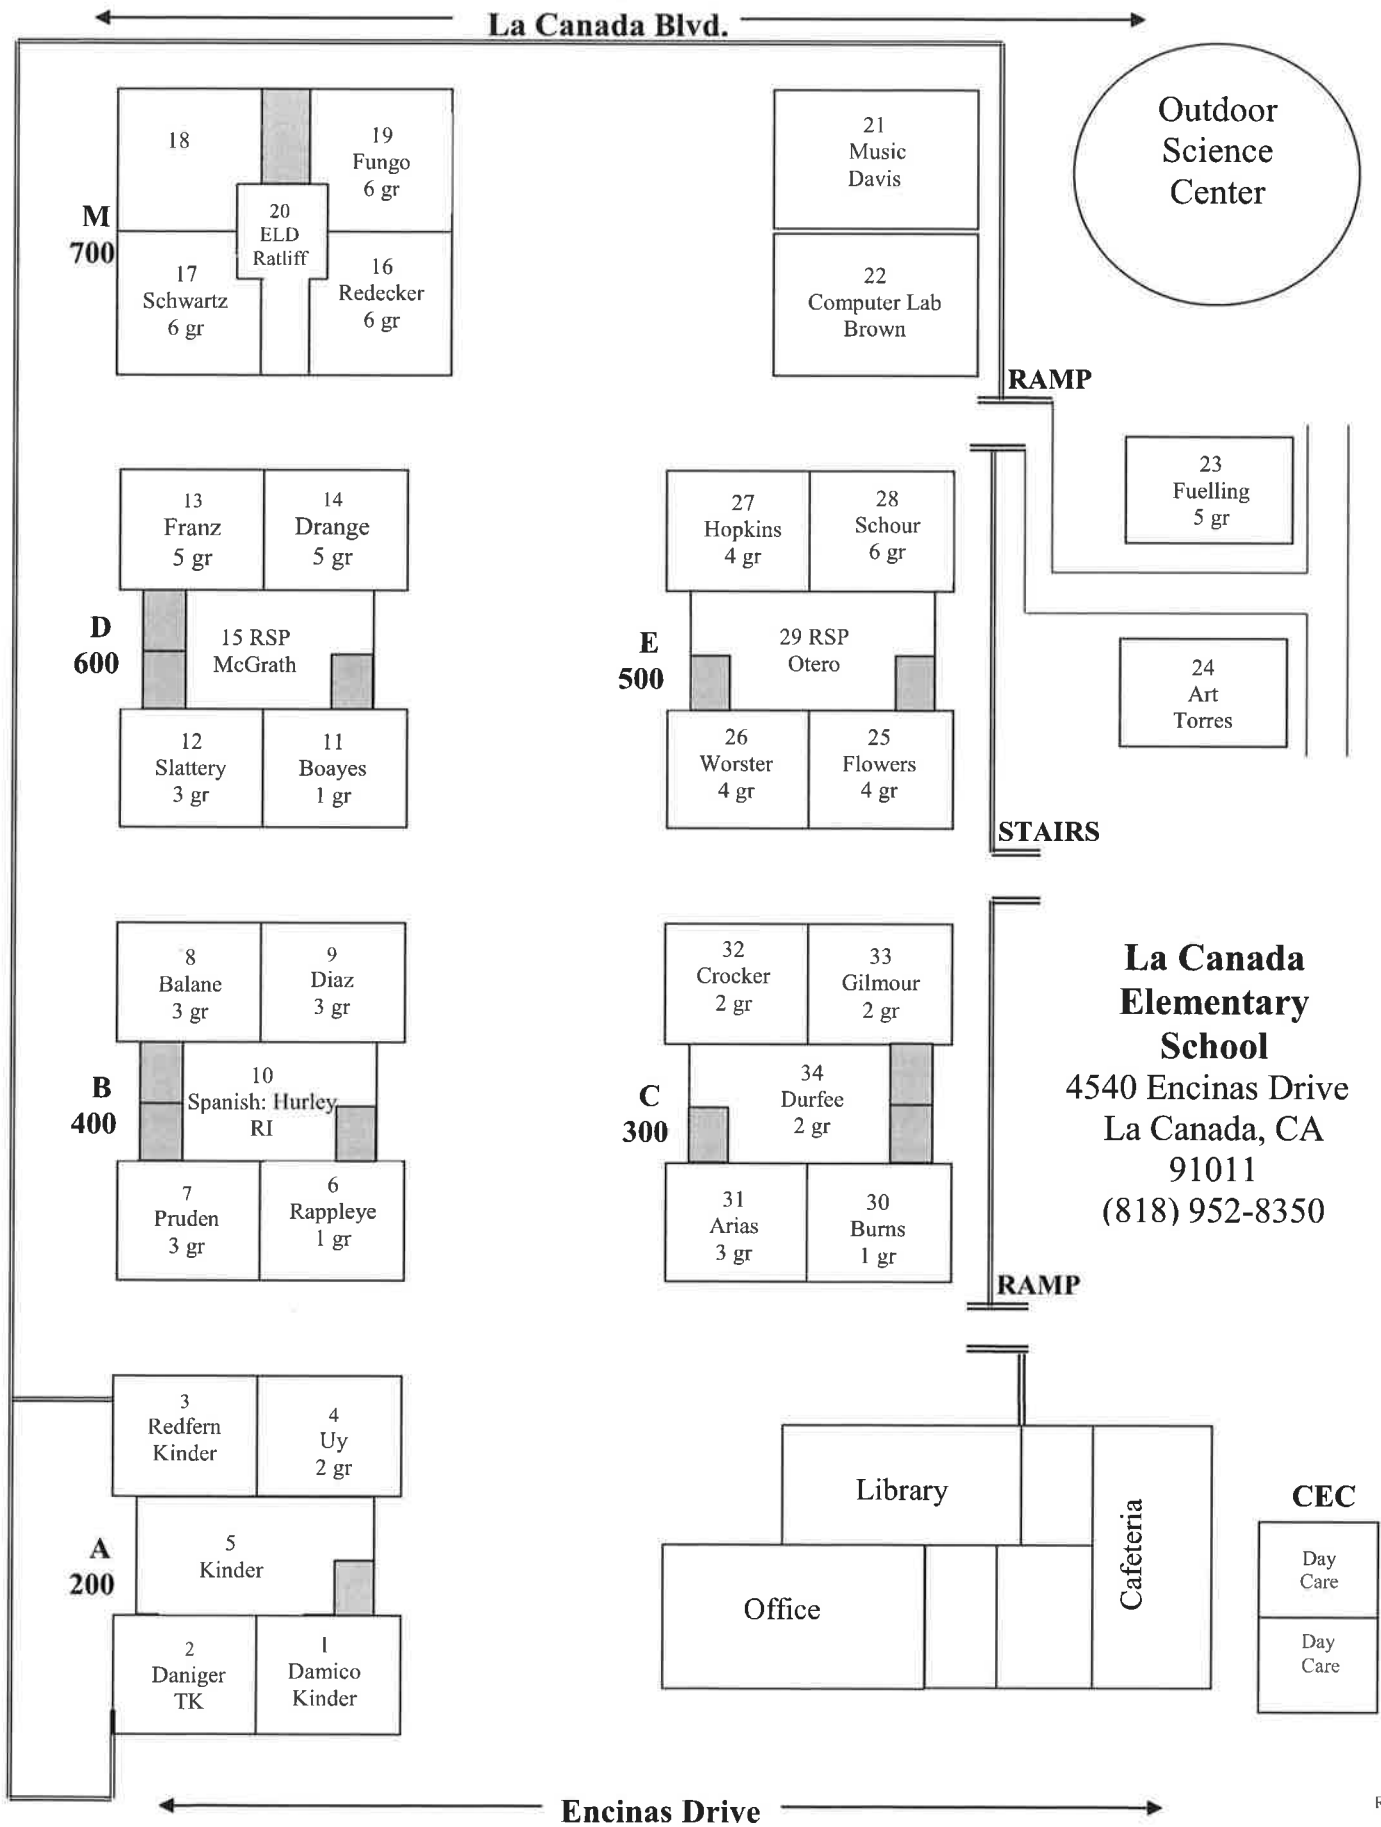 La Canada Blvd.
18
19
Fungo
6 gr
20
ELD
Ratliff
M
700
17
Schwartz
6 gr
16
Redecker
6 gr
21
Music
Davis
22
Computer Lab
Brown
Outdoor
Science
Center
RAMP
13
Franz
5 gr
14
Drange
5 gr
D
600
15 RSP
McGrath
12
Slattery
3 gr
11
Boayes
1 gr
27
Hopkins
4 gr
28
Schour
6 gr
E
500
29 RSP
Otero
26
Worster
4 gr
25
Flowers
4 gr
23
Fuelling
5 gr
24
Art
Torres
STAIRS
8
Balane
3 gr
9
Diaz
3 gr
B
400
10
Spanish: Hurley
RI
7
Pruden
3 gr
6
Rappleye
1 gr
32
Crocker
2 gr
33
Gilmour
2 gr
C
300
34
Durfee
2 gr
31
Arias
3 gr
30
Burns
1 gr
La Canada
Elementary
School
4540 Encinas Drive
La Canada, CA
91011
(818) 952-8350
RAMP
3
Redfern
Kinder
4
Uy
2 gr
A
200
5
Kinder
2
Daniger
TK
1
Damico
Kinder
Library
Office
Cafeteria
CEC
Day
Care
Day
Care
Encinas Drive